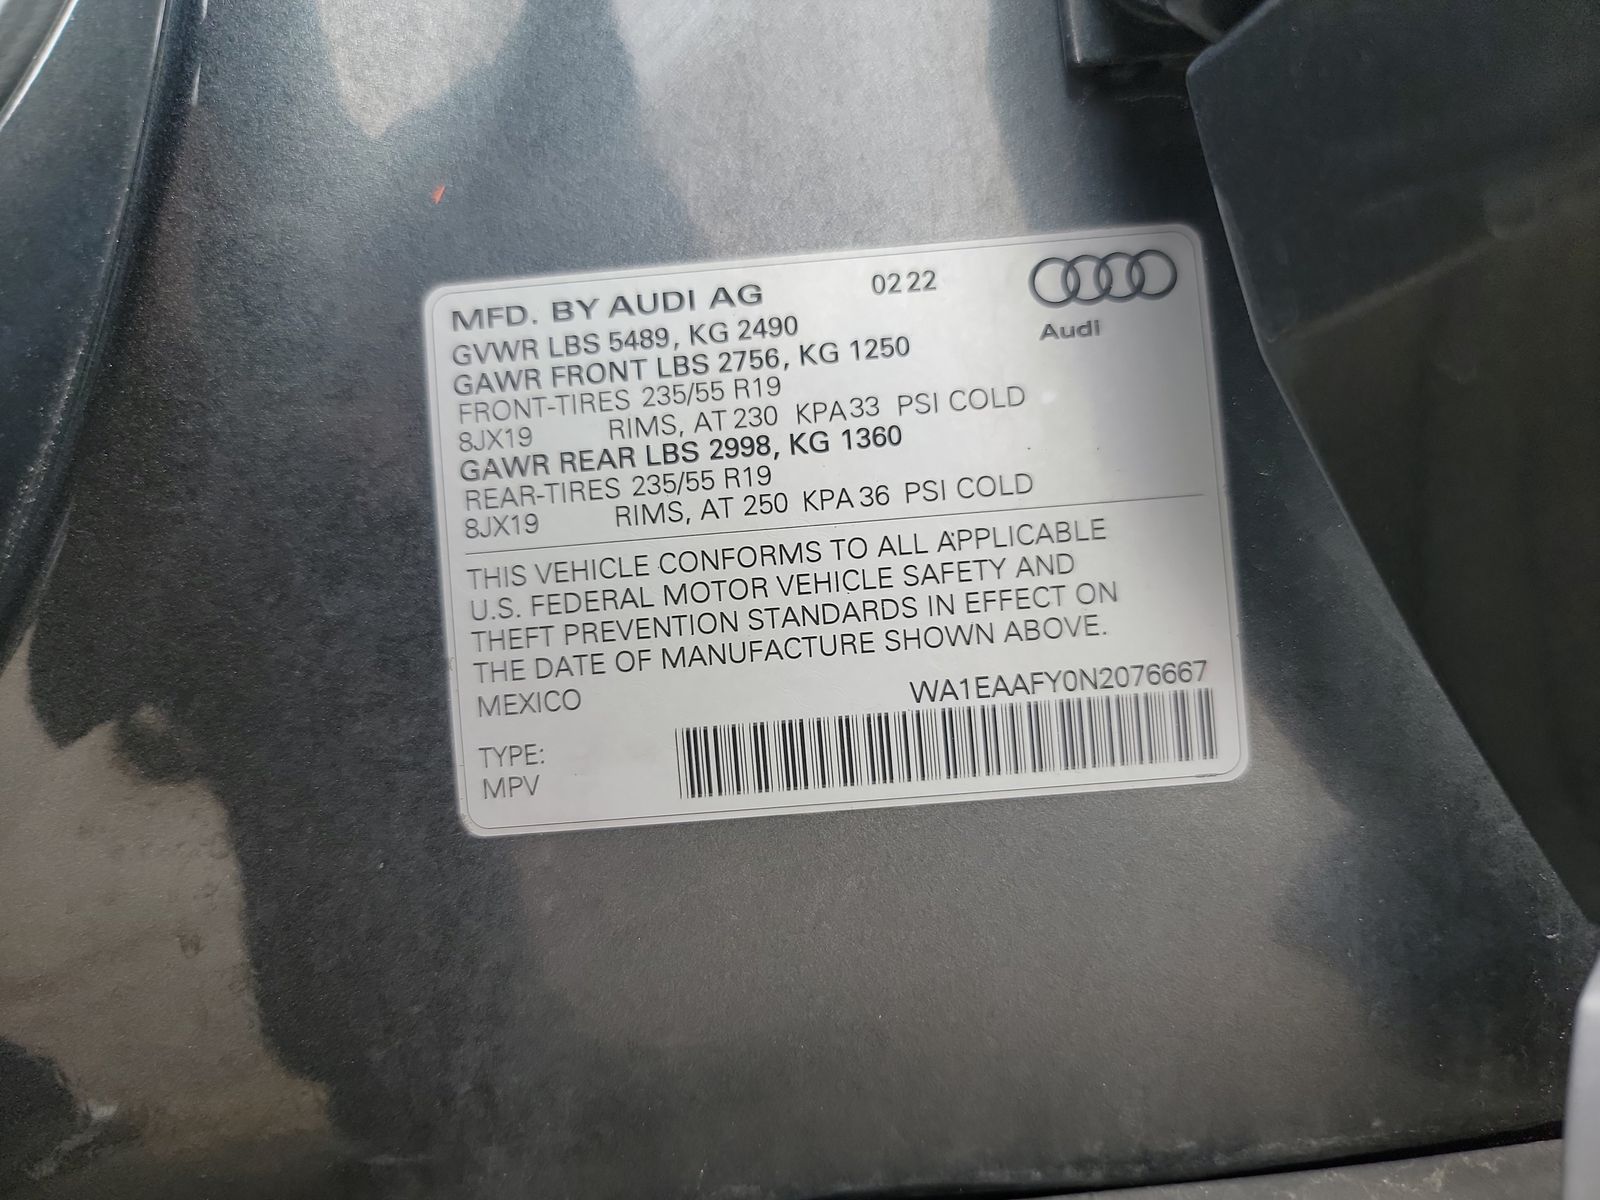 MFD. BY AUDI AG 0222
GVWR LBS 5489, KG 2490
GAWR FRONT LBS 2756, KG 1250
FRONT-TIRES 235/55 R19
8JX19 RIMS, AT 230 KPA 33 PSI COLD
GAWR REAR LBS 2998, KG 1360
REAR-TIRES 235/55 R19
8JX19 RIMS, AT 250 KPA 36 PSI COLD
Audi
THIS VEHICLE CONFORMS TO ALL APPLICABLE
U.S. FEDERAL MOTOR VEHICLE SAFETY AND
THEFT PREVENTION STANDARDS IN EFFECT ON
THE DATE OF MANUFACTURE SHOWN ABOVE.
MEXICO WA1EAAFY0N2076667
TYPE:
MPV